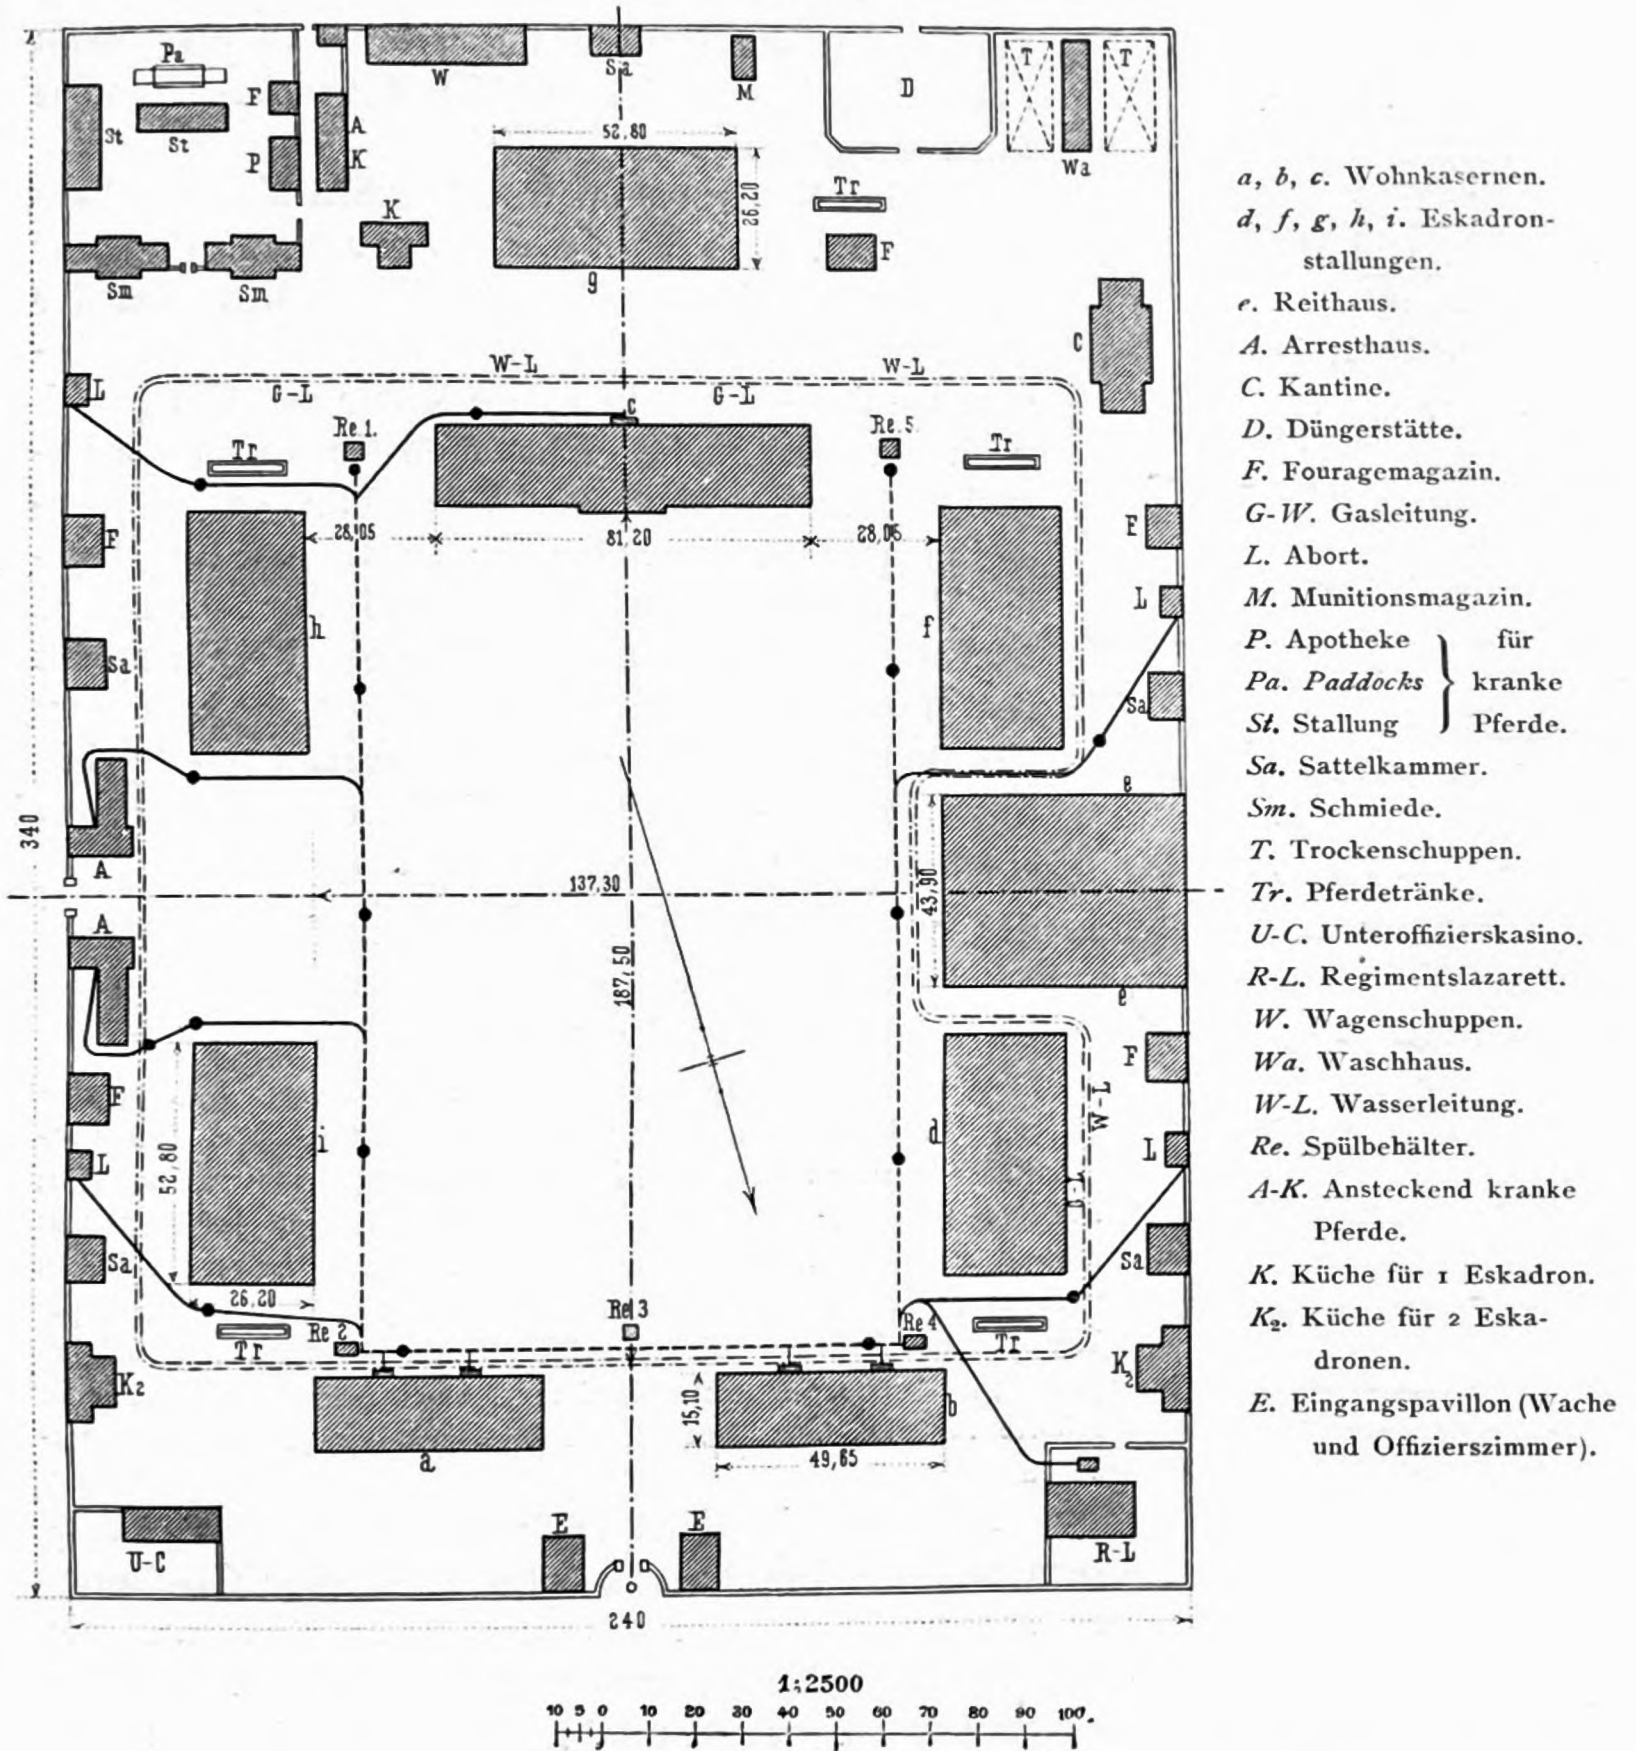 Pa
W
Sa
M
D
T
T
F
A
K
St
St
P
52,80
Wa
Tr
26,20
K
F
Sm
Sm
g
C
W-L
W-L
L
G-L
G-L
c
Re 1.
Re. 5.
Tr
Tr
F
28,05
81,20
28,05
F
h
f
L
Sa
Sa
e
340
A
137,30
43,90
A
187,50
e
F
F
W-L
i
d
L
52,80
L
Sa
Sa
26,20
Re 3
Tr
Re 2
Re 4
Tr
K2
K2
15,10
b
a
49,65
E
E
U-C
R-L
240
1:2500
10 5 0 10 20 30 40 50 60 70 80 90 100.
a, b, c. Wohnkasernen.
d, f, g, h, i. Eskadron-
stallungen.
e. Reithaus.
A. Arresthaus.
C. Kantine.
D. Düngerstätte.
F. Fouragemagazin.
G-W. Gasleitung.
L. Abort.
M. Munitionsmagazin.
P. Apotheke } für
Pa. Paddocks } kranke
St. Stallung } Pferde.
Sa. Sattelkammer.
Sm. Schmiede.
T. Trockenschuppen.
Tr. Pferdetränke.
U-C. Unteroffizierskasino.
R-L. Regimentslazarett.
W. Wagenschuppen.
Wa. Waschhaus.
W-L. Wasserleitung.
Re. Spülbehälter.
A-K. Ansteckend kranke
Pferde.
K. Küche für 1 Eskadron.
K₂. Küche für 2 Eska-
dronen.
E. Eingangspavillon (Wache
und Offizierszimmer).